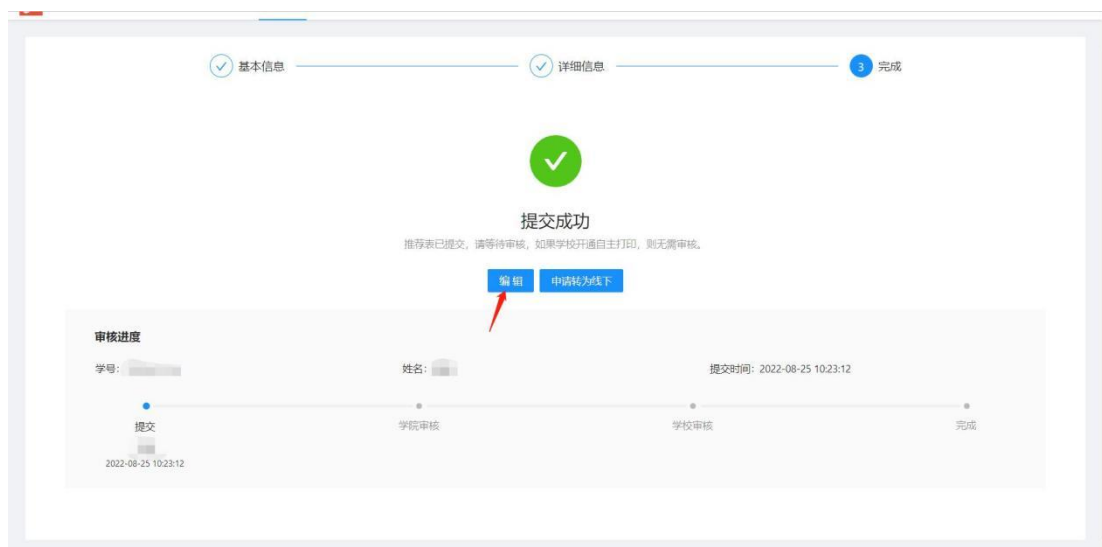 基本信息
详细信息
3 完成
提交成功
推荐表已提交，请等待审核，如果学校开通自主打印，则无需审核。
编 辑 申请转为线下
审核进度
学号： 姓名： 提交时间：2022-08-25 10:23:12
提交 学院审核 学校审核 完成
2022-08-25 10:23:12